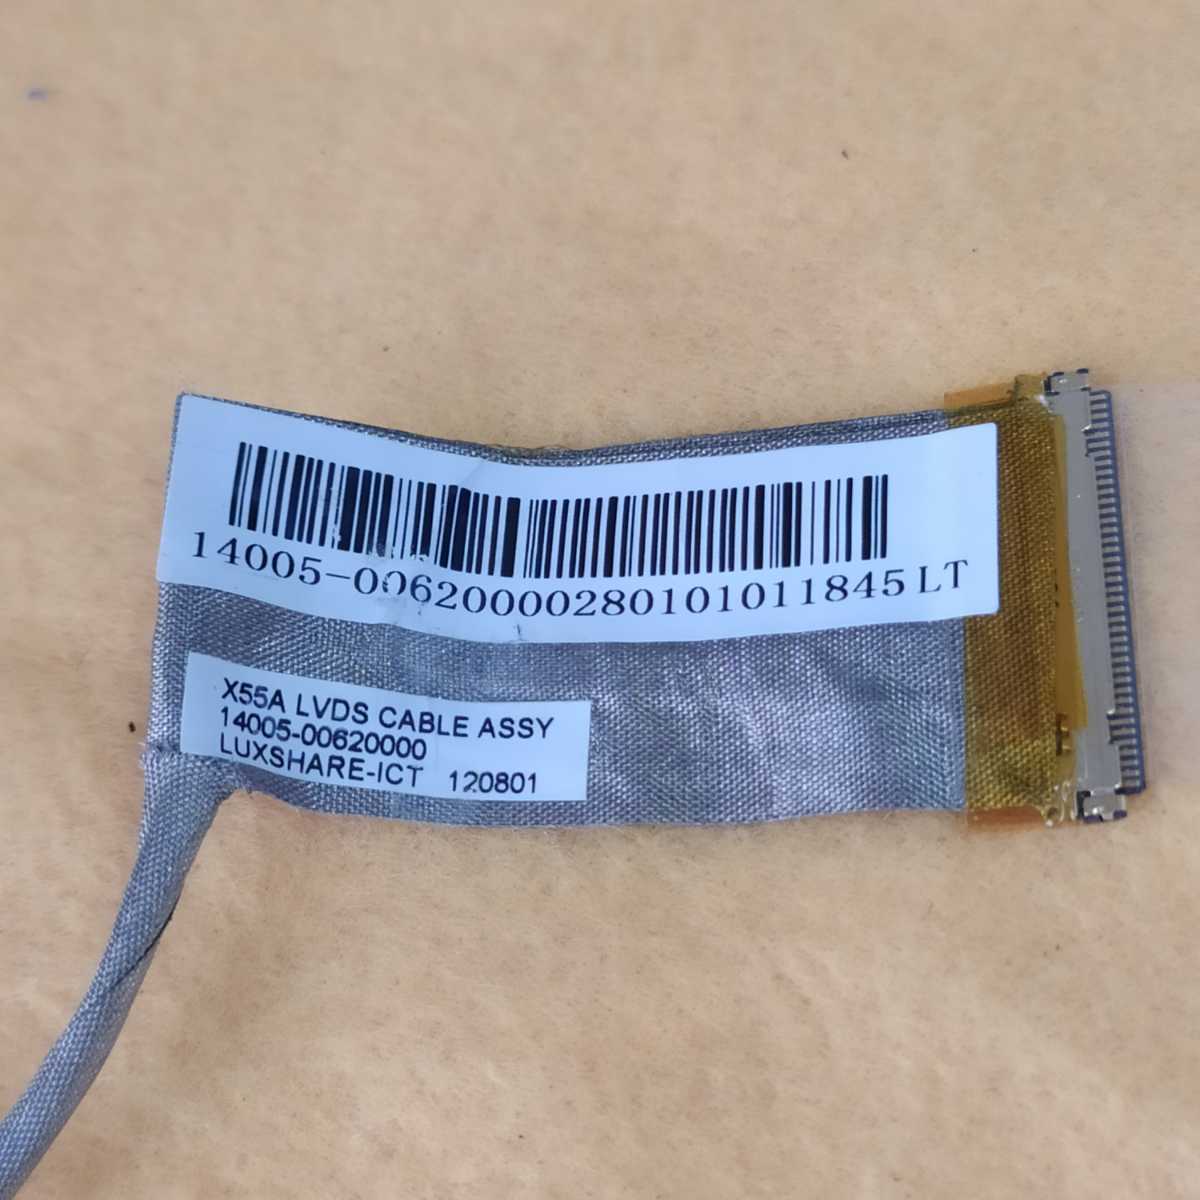 14005-00620000280101011845LT
X55A LVDS CABLE ASSY
14005-00620000
LUXSHARE-ICT 120801